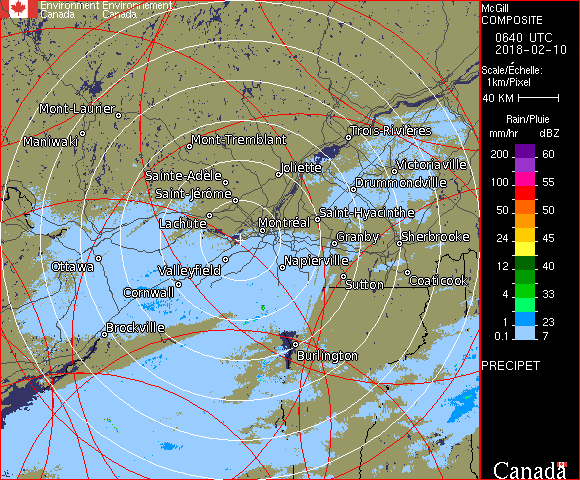 Environment Environnement
Canada Canada
McGill
COMPOSITE
0640 UTC
2018-02-10
Scale/Échelle:
1km/Pixel
40 KM
Rain/Pluie
mm/hr dBZ
200 60
100 55
50 50
24 45
12 40
4 33
1 23
0.1 7
PRECIPET
Canada
Mont-Laurier
Maniwaki
Mont-Tremblant
Trois-Rivières
Sainte-Adèle
Joliette
Victoriaville
Drummondville
Saint-Jérôme
Lachute
Montréal
Saint-Hyacinthe
Granby
Sherbrooke
Ottawa
Valleyfield
Napierville
Cornwall
Sutton
Coaticook
Brockville
Burlington